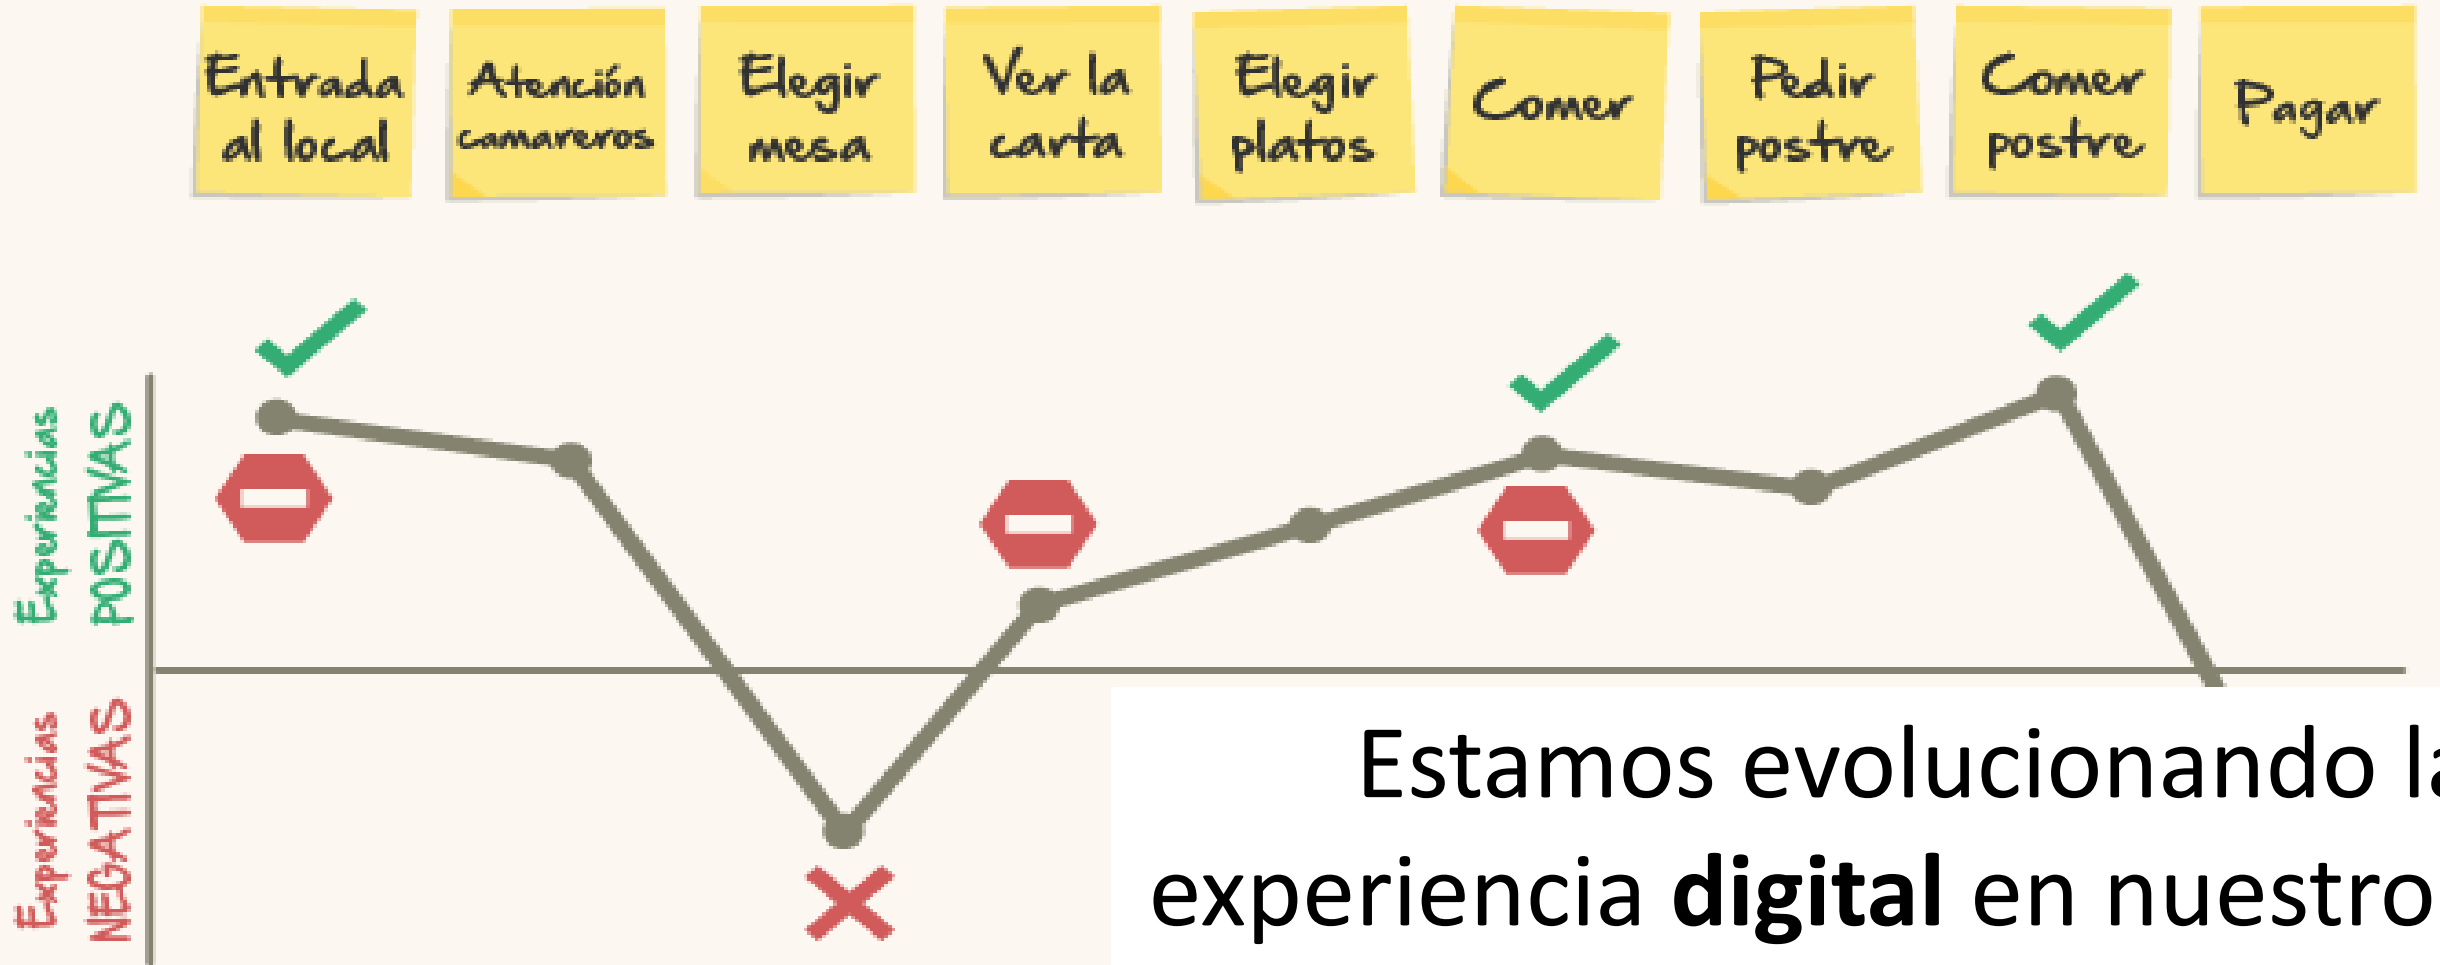 Entrada
al local
Atención
camareros
Elegir
mesa
Ver la
carta
Elegir
platos
Comer
Pedir
postre
Comer
postre
Pagar
Experiencias
POSITIVAS
Experiencias
NEGATIVAS
Estamos evolucionando la
experiencia digital en nuestro